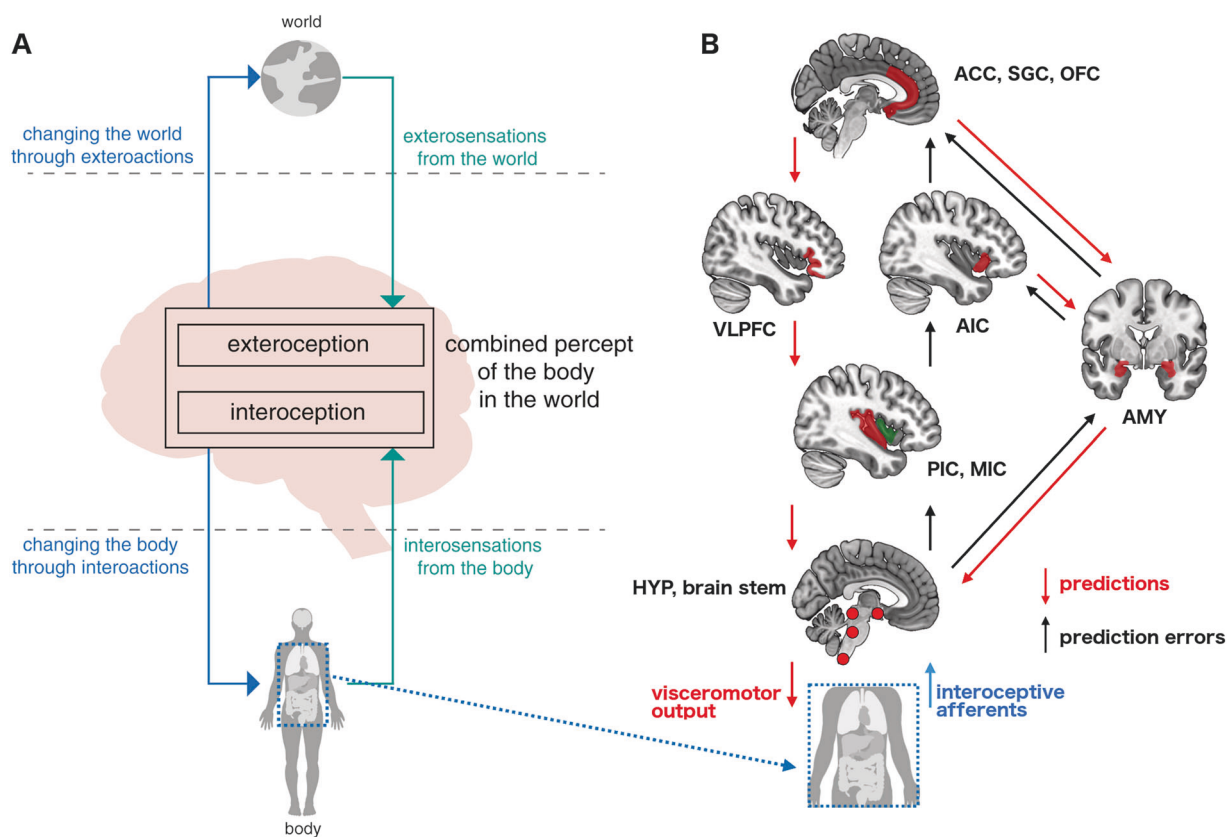 A
world
changing the world
through exteroactions
exterosensations
from the world
exteroception
interoception
combined percept
of the body
in the world
changing the body
through interoactions
interosensations
from the body
body
B
ACC, SGC, OFC
VLPFC
AIC
AMY
PIC, MIC
HYP, brain stem
predictions
prediction errors
visceromotor
output
interoceptive
afferents